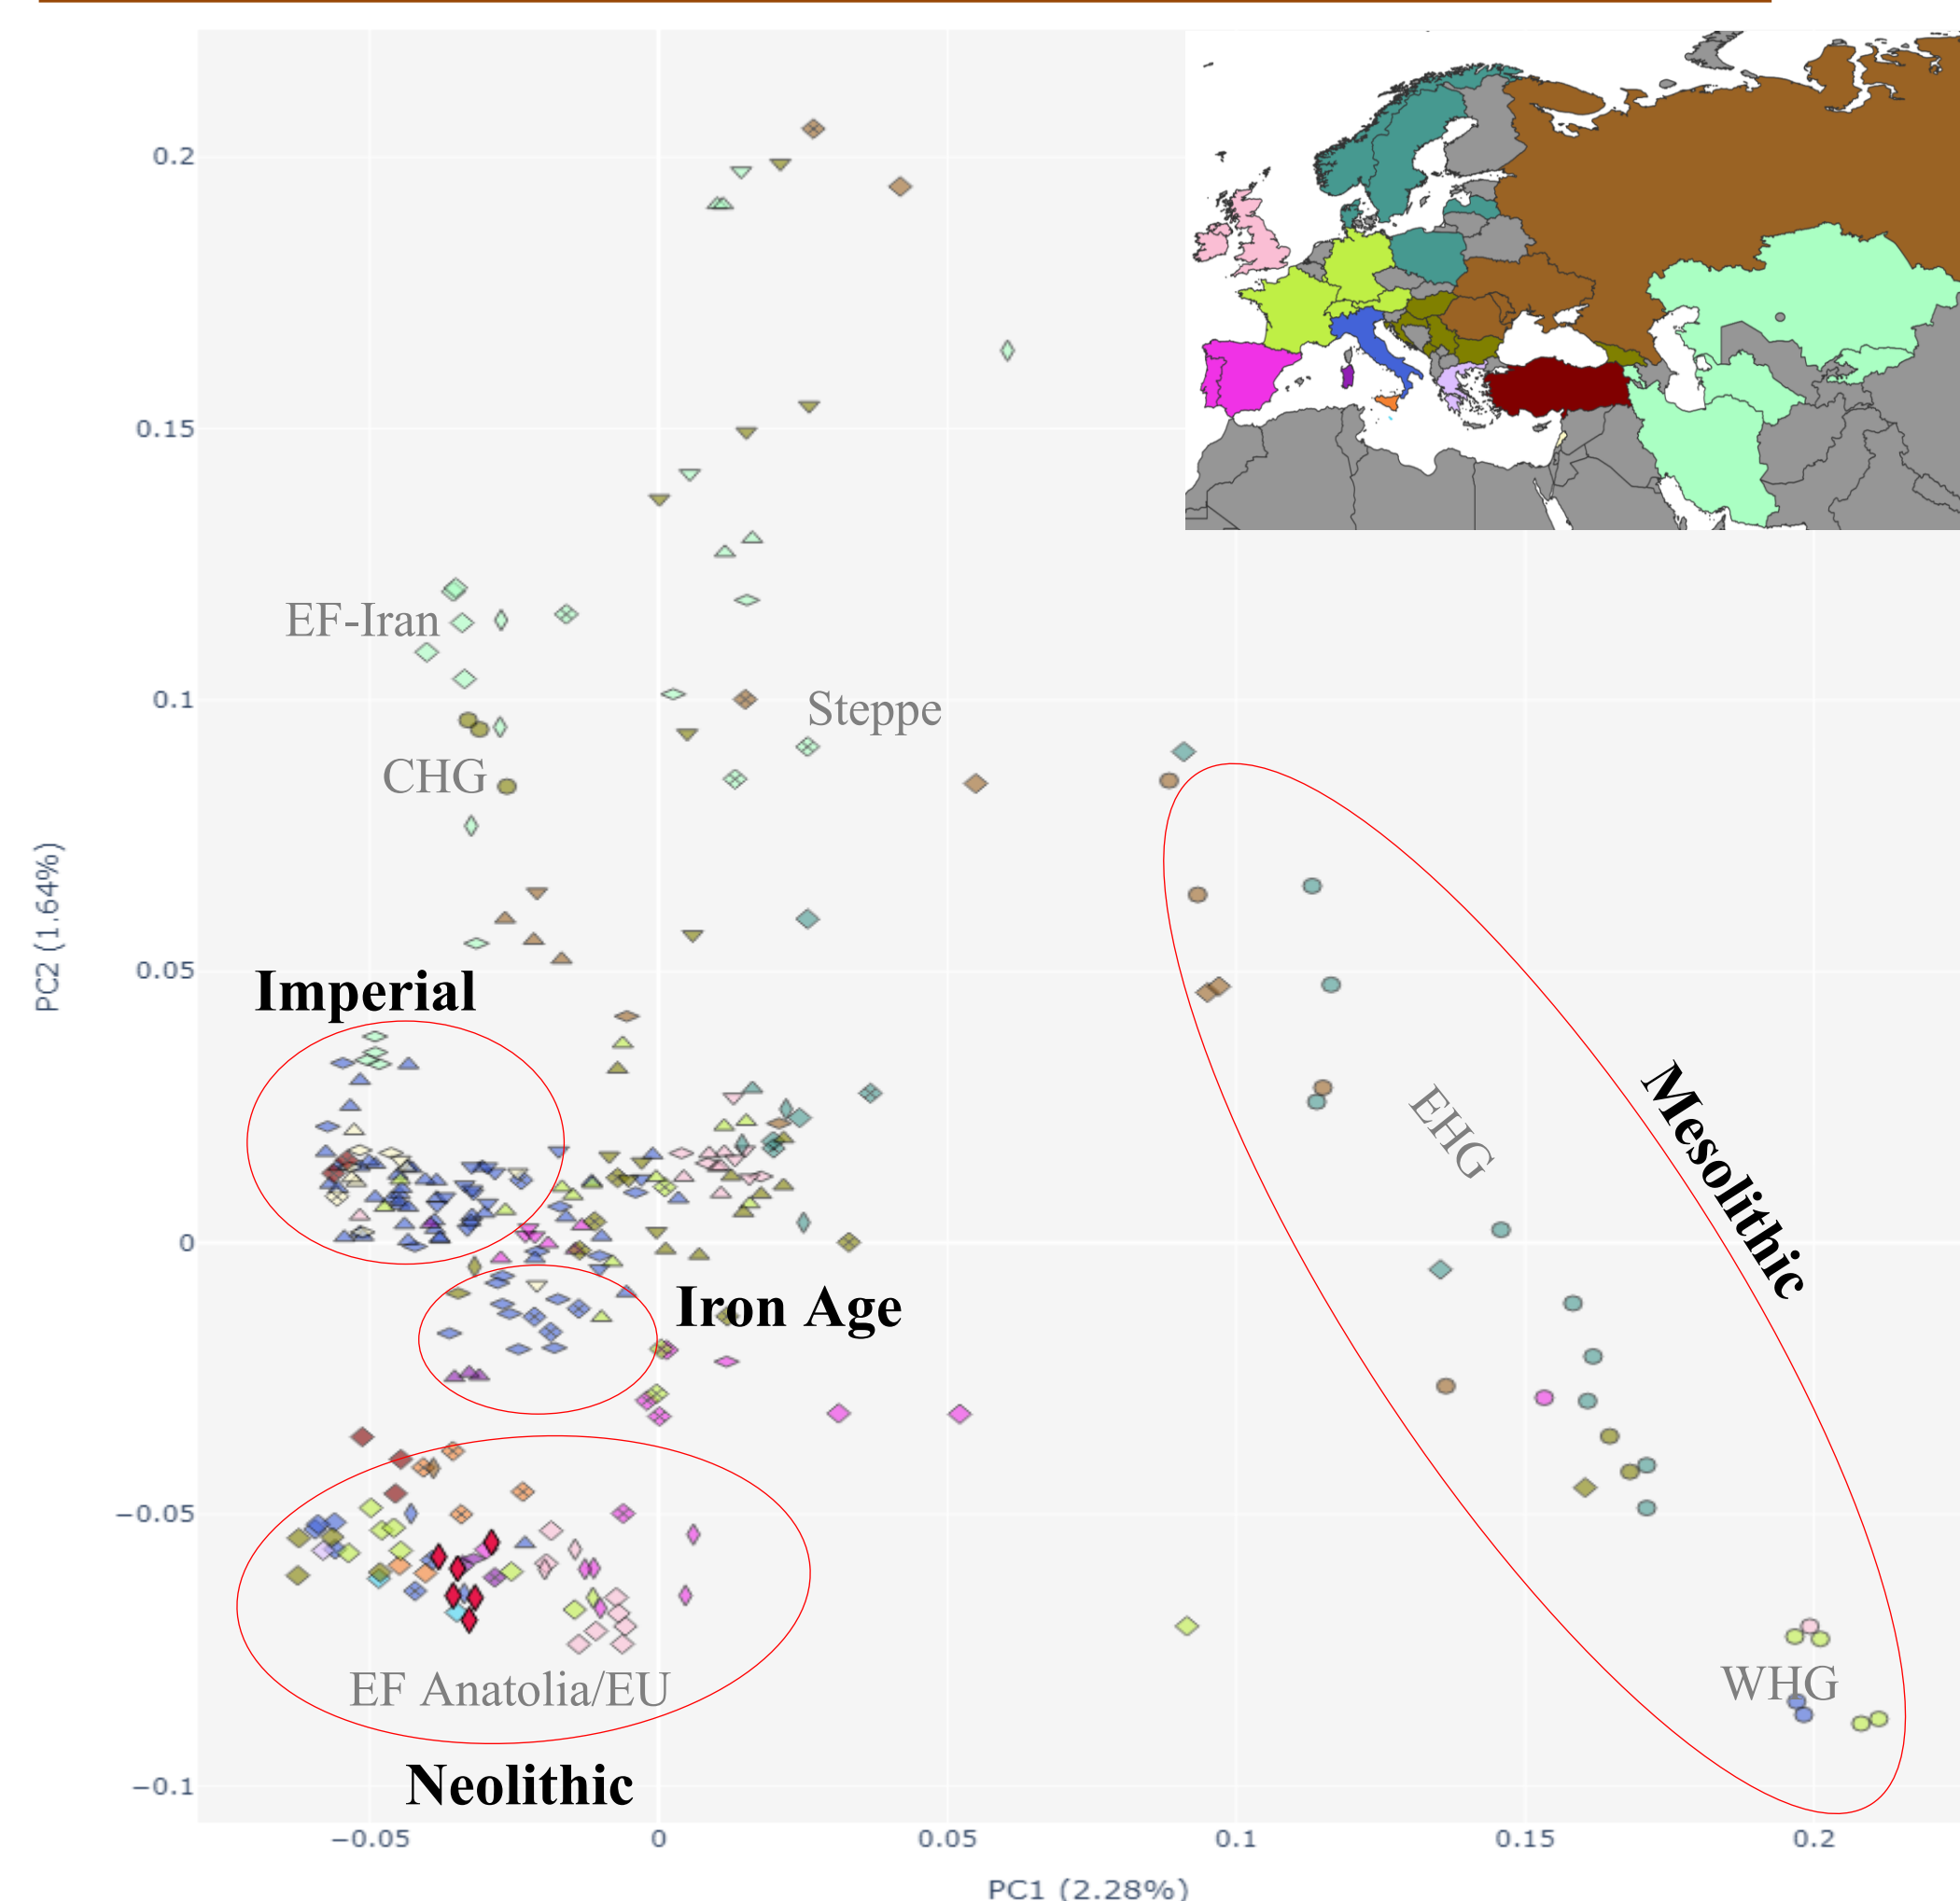 0.2
0.15
EF-Iran
0.1
Steppe
CHG
PC2 (1.64%)
0.05
Imperial
Mesolithic
EHG
0
Iron Age
−0.05
EF Anatolia/EU
WHG
Neolithic
−0.1
−0.05
0
0.05
0.1
0.15
0.2
PC1 (2.28%)